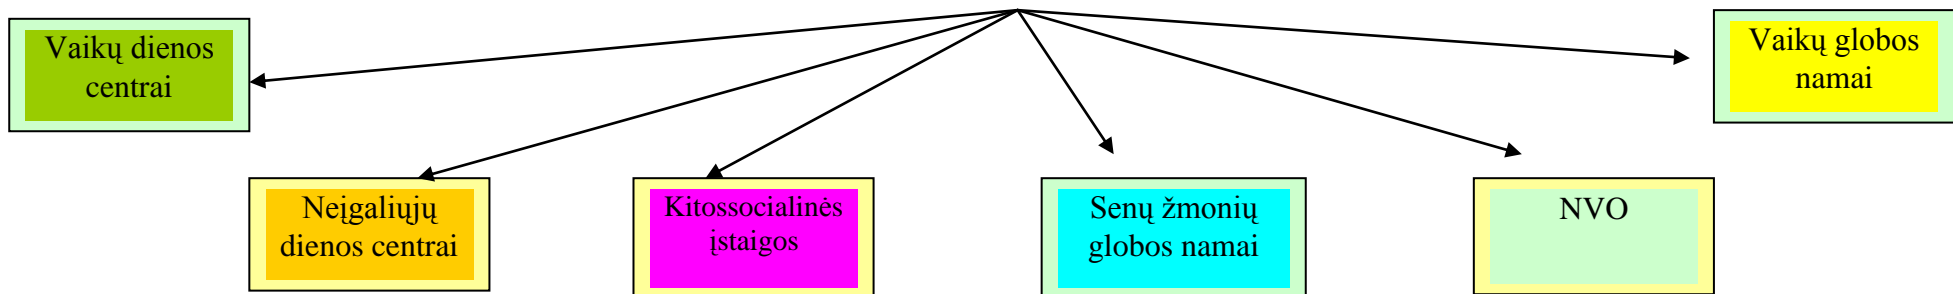 Vaikų dienos
centrai
Vaikų globos
namai
Neįgaliųjų
dienos centrai
Kitossocialinės
įstaigos
Senų žmonių
globos namai
NVO